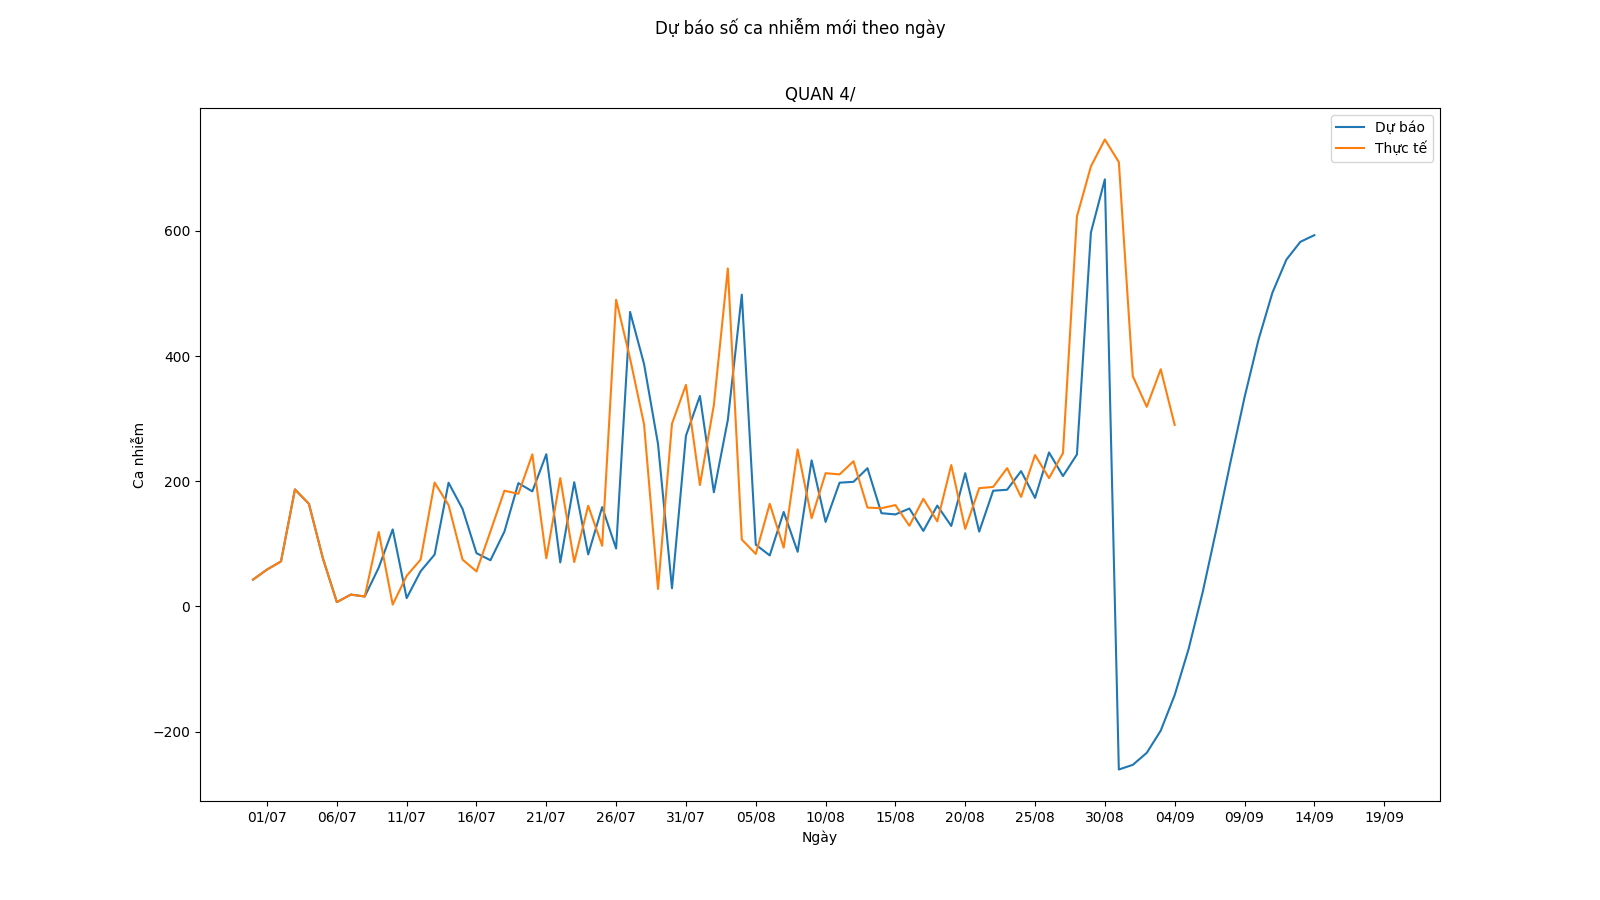 Dự báo số ca nhiễm mới theo ngày
QUAN 4/
Dự báo
Thực tế
600
400
200
0
−200
Ca nhiễm
01/07 06/07 11/07 16/07 21/07 26/07 31/07 05/08 10/08 15/08 20/08 25/08 30/08 04/09 09/09 14/09 19/09
Ngày